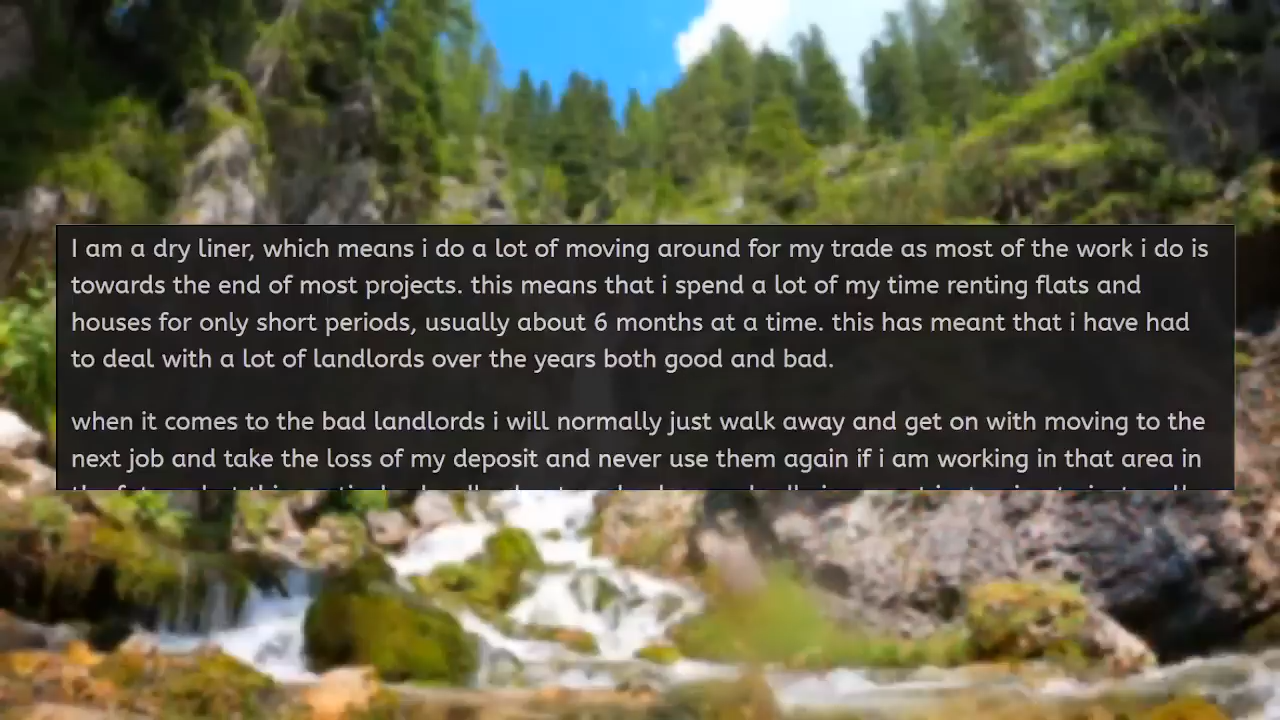 I am a dry liner, which means i do a lot of moving around for my trade as most of the work i do is
towards the end of most projects. this means that i spend a lot of my time renting flats and
houses for only short periods, usually about 6 months at a time. this has meant that i have had
to deal with a lot of landlords over the years both good and bad.
when it comes to the bad landlords i will normally just walk away and get on with moving to the
next job and take the loss of my deposit and never use them again if i am working in that area in